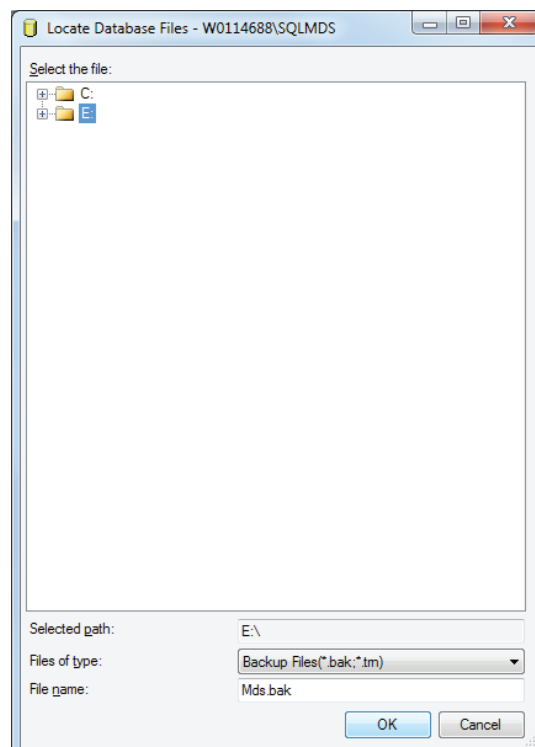 Locate Database Files - W0114688\SQLMDS
Select the file:
C:
E:
Selected path:
E:\
Files of type:
Backup Files(*.bak;*.trn)
File name:
Mds.bak
OK
Cancel